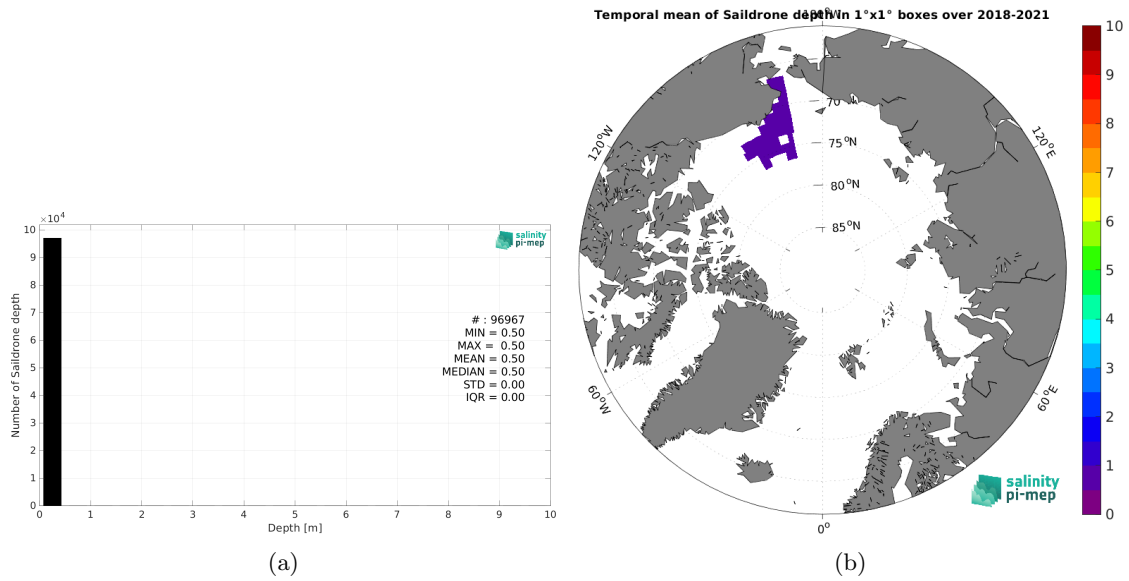 ×10⁴
10
9
8
7
6
5
4
3
2
1
0
Number of Saildrone depth
salinity
pi-mep
# : 96967
MIN = 0.50
MAX = 0.50
MEAN = 0.50
MEDIAN = 0.50
STD = 0.00
IQR = 0.00
0 1 2 3 4 5 6 7 8 9 10
Depth [m]
(a)
Temporal mean of Saildrone depth in 1°x1° boxes over 2018-2021
180°W
120°W
120°E
75°N
80°N
85°N
60°W
60°E
0°
salinity
pi-mep
10
9
8
7
6
5
4
3
2
1
0
(b)